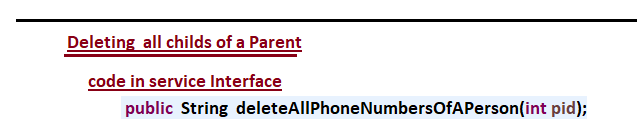 Deleting all childs of a Parent
code in service Interface
public String deleteAllPhoneNumbersOfAPerson(int pid);